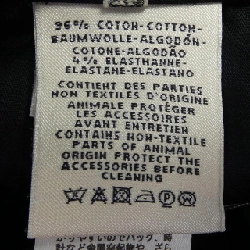 96% COTON-COTTON-
BAUMWOLLE-ALGODÓN-
COTONE-ALGODÃO
4% ELASTHANNE-
ELASTANE-ELASTANO
CONTIENT DES PARTIES
NON TEXTILES D'ORIGINE
ANIMALE PROTÉGER
LES ACCESSOIRES
AVANT ENTRETIEN
CONTAINS NON-TEXTILE
PARTS OF ANIMAL
ORIGIN PROTECT THE
ACCESSORIES BEFORE
CLEANING
P